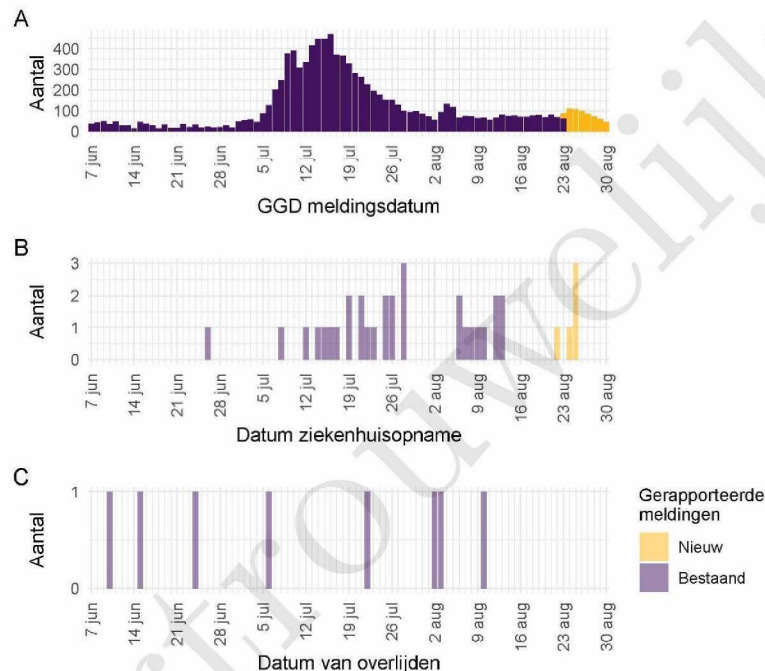 A
Aantal
400
300
200
100
0
7 jun
14 jun
21 jun
28 jun
5 jul
12 jul
19 jul
26 jul
2 aug
9 aug
16 aug
23 aug
30 aug
GGD meldingsdatum
B
Aantal
3
2
1
0
7 jun
14 jun
21 jun
28 jun
5 jul
12 jul
19 jul
26 jul
2 aug
9 aug
16 aug
23 aug
30 aug
Datum ziekenhuisopname
C
Aantal
1
0
7 jun
14 jun
21 jun
28 jun
5 jul
12 jul
19 jul
26 jul
2 aug
9 aug
16 aug
23 aug
30 aug
Datum van overlijden
Gerapporteerde
meldingen
Nieuw
Bestaand